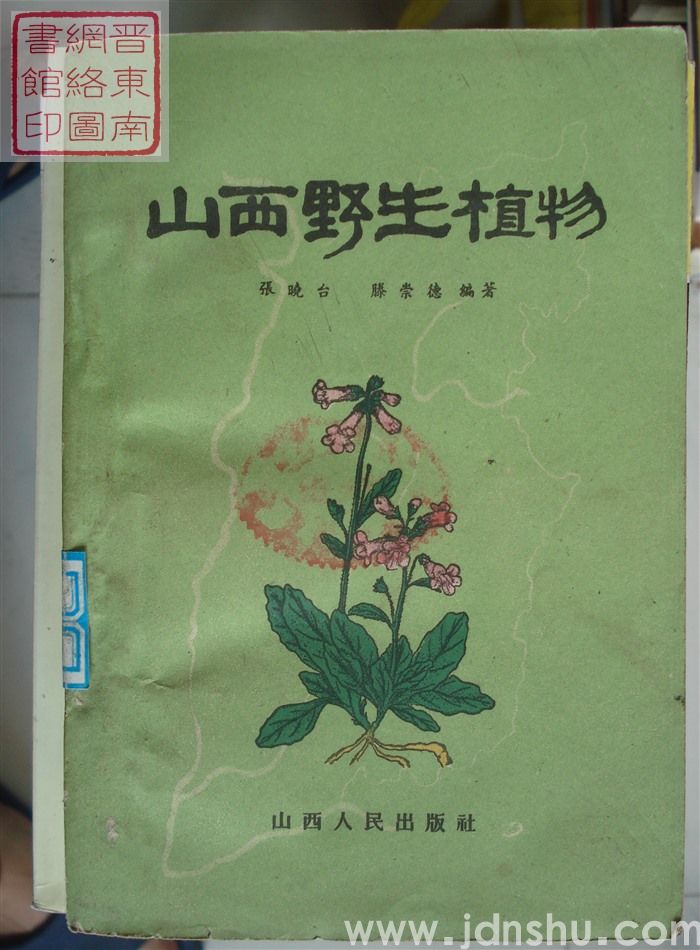 晋東南
網絡圖
書館印
山西野生植物
張曉台 滕崇德 編著
山西人民出版社
www.jdnshu.com